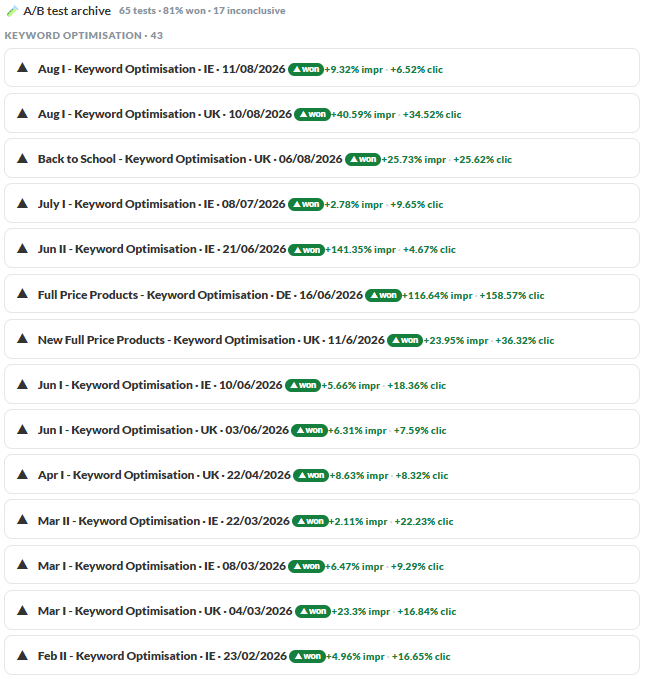 A/B test archive 65 tests · 81% won · 17 inconclusive
KEYWORD OPTIMISATION · 43
▲ Aug I - Keyword Optimisation · IE · 11/08/2026 ▲ won +9.32% impr · +6.52% clic
▲ Aug I - Keyword Optimisation · UK · 10/08/2026 ▲ won +40.59% impr · +34.52% clic
▲ Back to School - Keyword Optimisation · UK · 06/08/2026 ▲ won +25.73% impr · +25.62% clic
▲ July I - Keyword Optimisation · IE · 08/07/2026 ▲ won +2.78% impr · +9.65% clic
▲ Jun II - Keyword Optimisation · IE · 21/06/2026 ▲ won +141.35% impr · +4.67% clic
▲ Full Price Products - Keyword Optimisation · DE · 16/06/2026 ▲ won +116.64% impr · +158.57% clic
▲ New Full Price Products - Keyword Optimisation · UK · 11/6/2026 ▲ won +23.95% impr · +36.32% clic
▲ Jun I - Keyword Optimisation · IE · 10/06/2026 ▲ won +5.66% impr · +18.36% clic
▲ Jun I - Keyword Optimisation · UK · 03/06/2026 ▲ won +6.31% impr · +7.59% clic
▲ Apr I - Keyword Optimisation · UK · 22/04/2026 ▲ won +8.63% impr · +8.32% clic
▲ Mar II - Keyword Optimisation · IE · 22/03/2026 ▲ won +2.11% impr · +22.23% clic
▲ Mar I - Keyword Optimisation · IE · 08/03/2026 ▲ won +6.47% impr · +9.29% clic
▲ Mar I - Keyword Optimisation · UK · 04/03/2026 ▲ won +23.3% impr · +16.84% clic
▲ Feb II - Keyword Optimisation · IE · 23/02/2026 ▲ won +4.96% impr · +16.65% clic